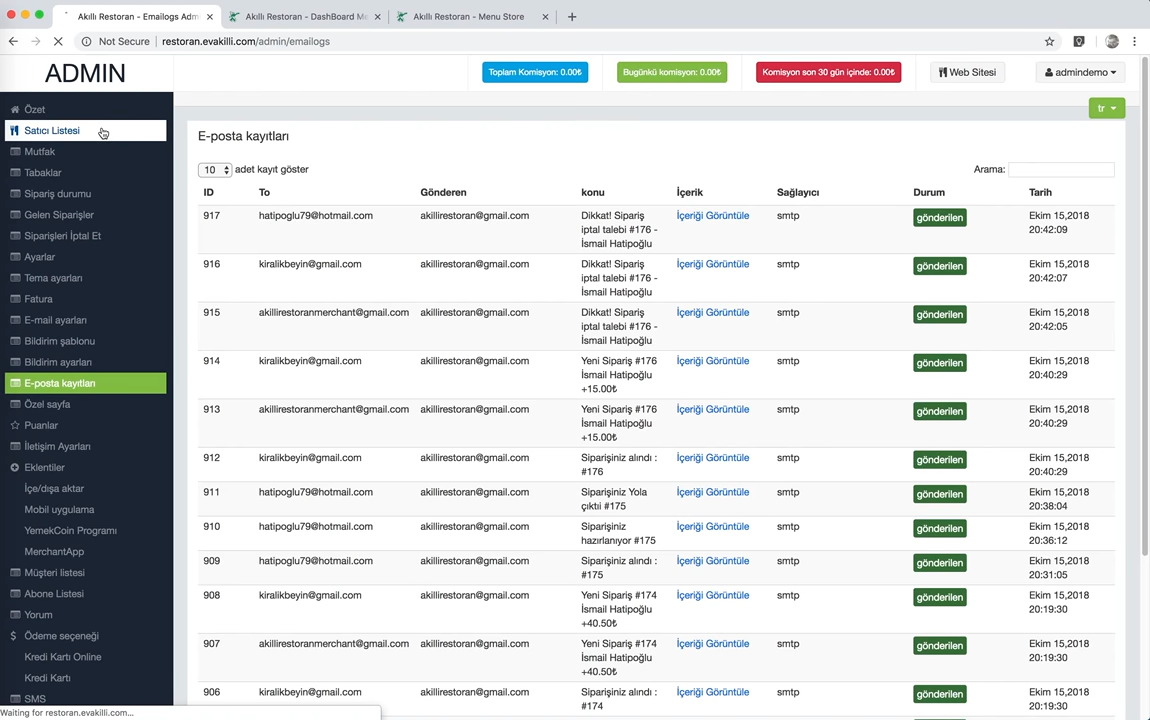 Akıllı Restoran - Emailogs Adm
Akıllı Restoran - DashBoard Me
Akıllı Restoran - Menu Store
Not Secure
restoran.evakilli.com/admin/emailogs
ADMIN
Toplam Komisyon: 0.00₺
Bugünkü komisyon: 0.00₺
Komisyon son 30 gün içinde: 0.00₺
Web Sitesi
admindemo
tr
Özet
Satıcı Listesi
Mutfak
Tabaklar
Sipariş durumu
Gelen Siparişler
Siparişleri İptal Et
Ayarlar
Tema ayarları
Fatura
E-mail ayarları
Bildirim şablonu
Bildirim ayarları
E-posta kayıtları
Özel sayfa
Puanlar
İletişim Ayarları
Eklentiler
İçe/dışa aktar
Mobil uygulama
YemekCoin Programı
MerchantApp
Müşteri listesi
Abone Listesi
Yorum
Ödeme seçeneği
Kredi Kartı Online
Kredi Kartı
SMS
Waiting for restoran.evakilli.com...
E-posta kayıtları
10 adet kayıt göster
Arama:
ID To Gönderen konu İçerik Sağlayıcı Durum Tarih
917 hatipoglu79@hotmail.com akillirestoran@gmail.com Dikkat! Sipariş İçeriği Görüntüle smtp gönderilen Ekim 15,2018
iptal talebi #176 - 20:42:09
İsmail Hatipoğlu
916 kiralikbeyin@gmail.com akillirestoran@gmail.com Dikkat! Sipariş İçeriği Görüntüle smtp gönderilen Ekim 15,2018
iptal talebi #176 - 20:42:07
İsmail Hatipoğlu
915 akillirestoranmerchant@gmail.com akillirestoran@gmail.com Dikkat! Sipariş İçeriği Görüntüle smtp gönderilen Ekim 15,2018
iptal talebi #176 - 20:42:05
İsmail Hatipoğlu
914 kiralikbeyin@gmail.com akillirestoran@gmail.com Yeni Sipariş #176 İçeriği Görüntüle smtp gönderilen Ekim 15,2018
İsmail Hatipoğlu 20:40:29
+15.00₺
913 akillirestoranmerchant@gmail.com akillirestoran@gmail.com Yeni Sipariş #176 İçeriği Görüntüle smtp gönderilen Ekim 15,2018
İsmail Hatipoğlu 20:40:29
+15.00₺
912 kiralikbeyin@gmail.com akillirestoran@gmail.com Siparişiniz alındı : İçeriği Görüntüle smtp gönderilen Ekim 15,2018
#176 20:40:29
911 hatipoglu79@hotmail.com akillirestoran@gmail.com Siparişiniz Yola İçeriği Görüntüle smtp gönderilen Ekim 15,2018
çıktıi #175 20:38:04
910 hatipoglu79@hotmail.com akillirestoran@gmail.com Siparişiniz İçeriği Görüntüle smtp gönderilen Ekim 15,2018
hazırlanıyor #175 20:36:12
909 hatipoglu79@hotmail.com akillirestoran@gmail.com Siparişiniz alındı : İçeriği Görüntüle smtp gönderilen Ekim 15,2018
#175 20:31:05
908 kiralikbeyin@gmail.com akillirestoran@gmail.com Yeni Sipariş #174 İçeriği Görüntüle smtp gönderilen Ekim 15,2018
İsmail Hatipoğlu 20:19:30
+40.50₺
907 akillirestoranmerchant@gmail.com akillirestoran@gmail.com Yeni Sipariş #174 İçeriği Görüntüle smtp gönderilen Ekim 15,2018
İsmail Hatipoğlu 20:19:30
+40.50₺
906 kiralikbeyin@gmail.com akillirestoran@gmail.com Siparişiniz alındı : İçeriği Görüntüle smtp gönderilen Ekim 15,2018
#174 20:19:30